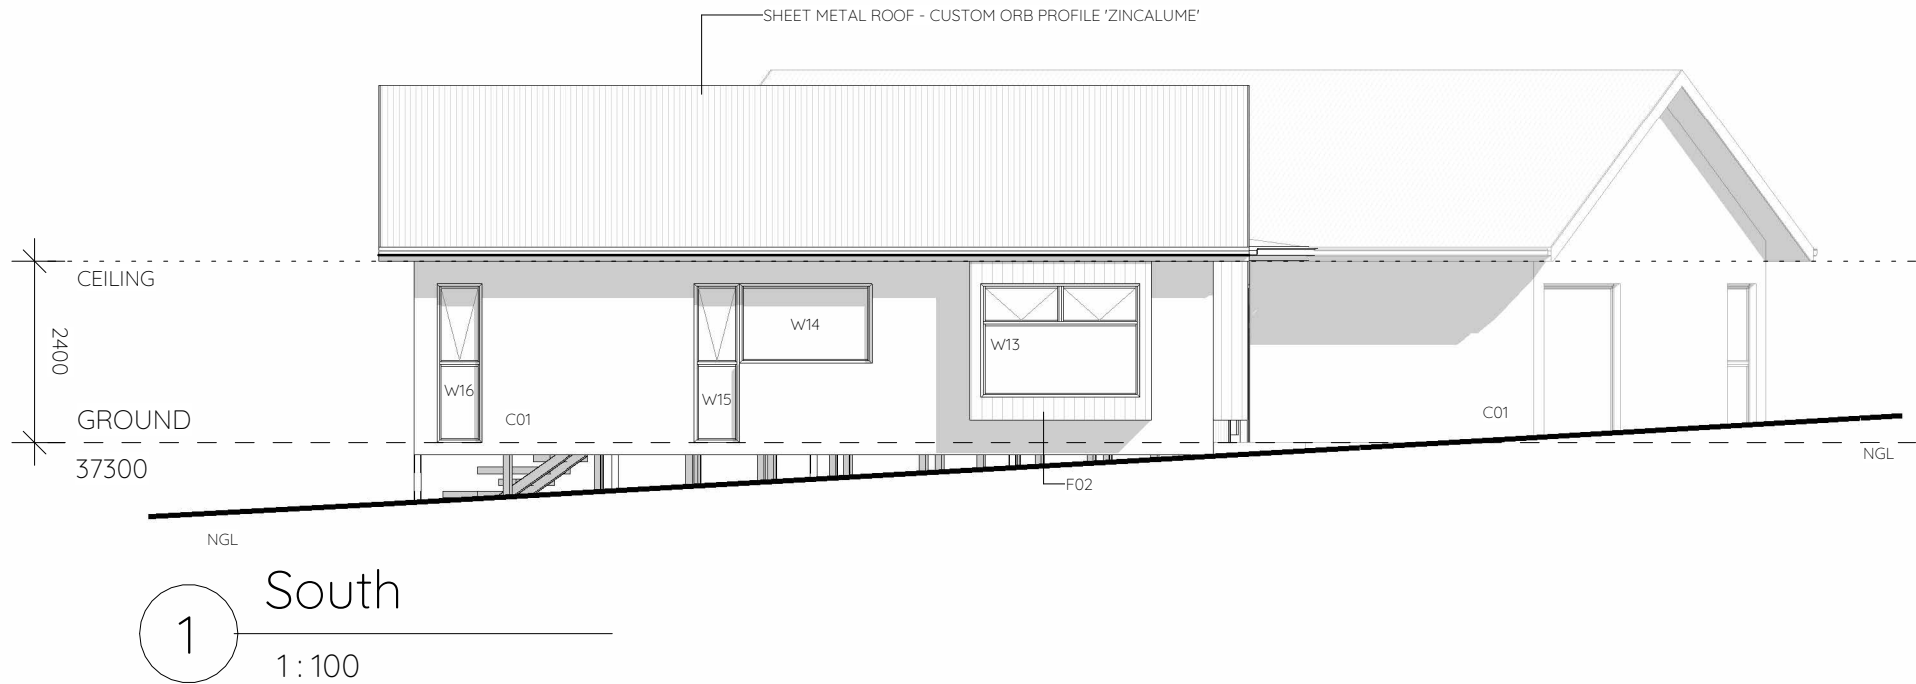 SHEET METAL ROOF - CUSTOM ORB PROFILE 'ZINCALUME'
CEILING
2400
W14
W13
W16
W15
C01
C01
GROUND
37300
NGL
F02
NGL
South
1
1 : 100